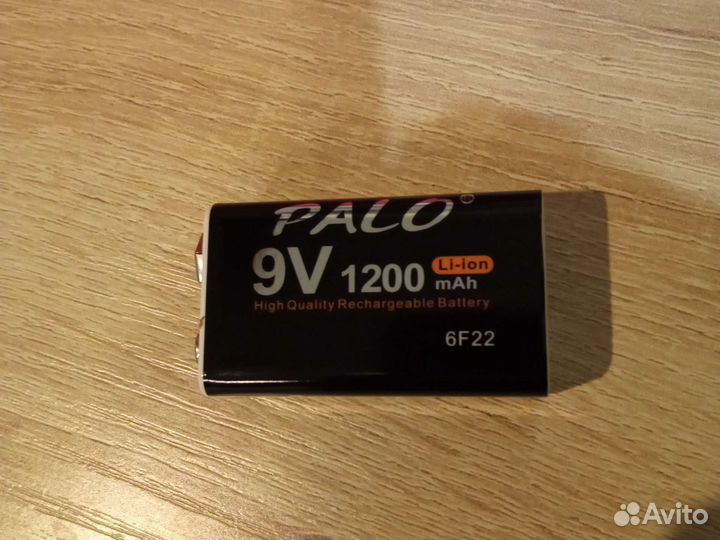 PALO
9V 1200 mAh Li-ion
High Quality Rechargeable Battery
6F22
Avito